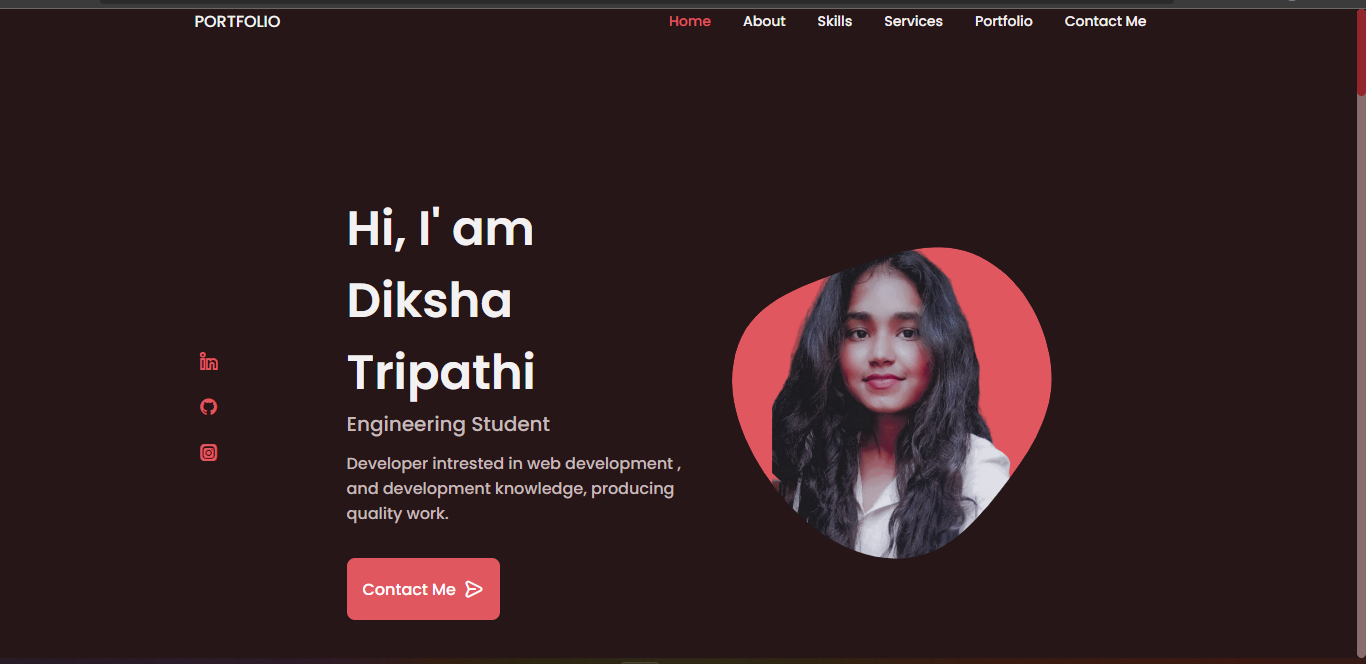 PORTFOLIO
Home About Skills Services Portfolio Contact Me
Hi, I' am
Diksha
Tripathi
Engineering Student
Developer intrested in web development ,
and development knowledge, producing
quality work.
Contact Me
in